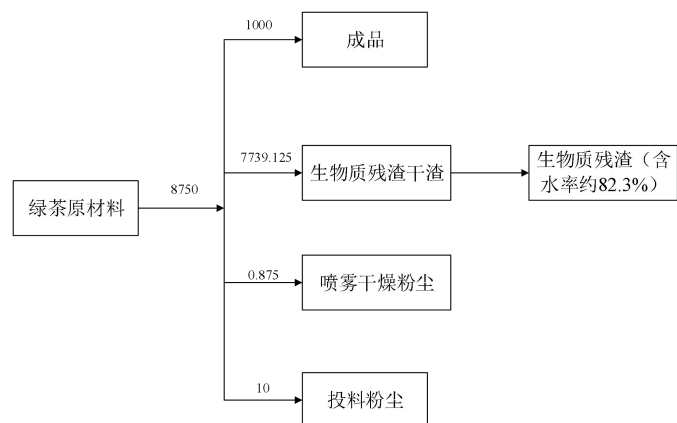 1000
成品
7739.125
生物质残渣干渣
生物质残渣（含
水率约82.3%）
绿茶原材料
8750
0.875
喷雾干燥粉尘
10
投料粉尘